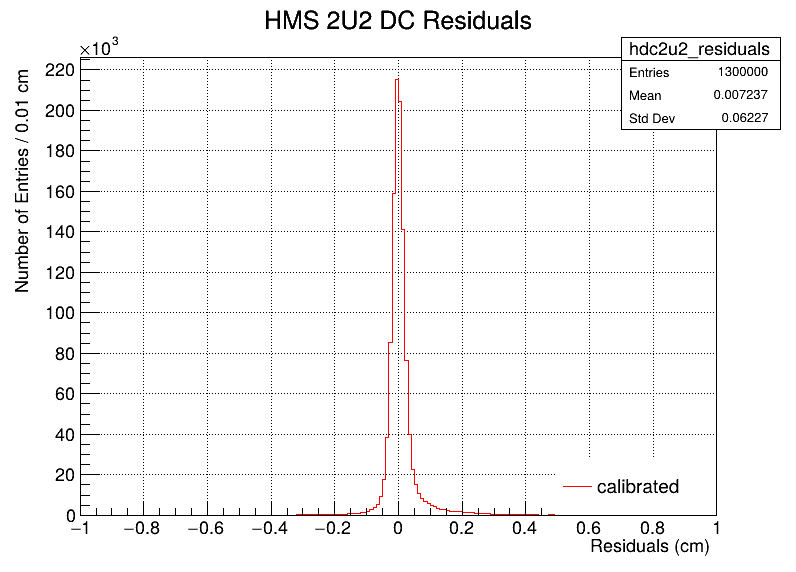 HMS 2U2 DC Residuals
×10³
hdc2u2_residuals
Entries 1300000
Mean 0.007237
Std Dev 0.06227
Number of Entries / 0.01 cm
220
200
180
160
140
120
100
80
60
40
20
0
calibrated
−1 −0.8 −0.6 −0.4 −0.2 0 0.2 0.4 0.6 0.8 1
Residuals (cm)